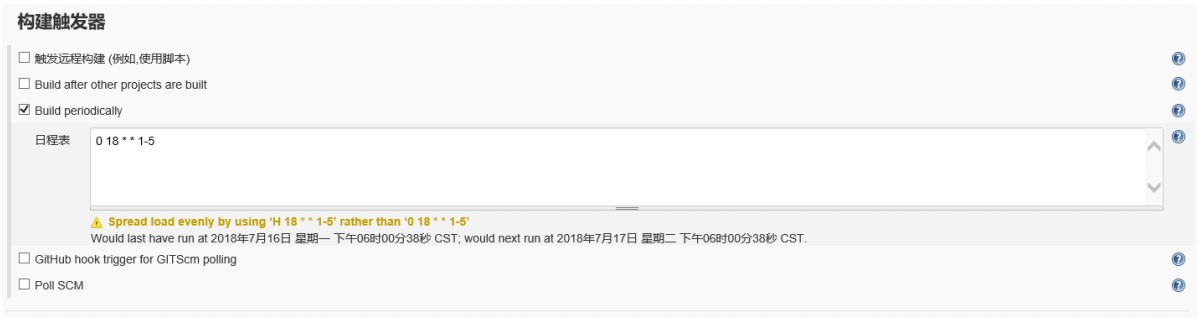 构建触发器
触发远程构建 (例如,使用脚本)
Build after other projects are built
Build periodically
日程表
0 18 * * 1-5
Spread load evenly by using ‘H 18 * * 1-5’ rather than ‘0 18 * * 1-5’
Would last have run at 2018年7月16日 星期一 下午06时00分38秒 CST; would next run at 2018年7月17日 星期二 下午06时00分38秒 CST.
GitHub hook trigger for GITScm polling
Poll SCM